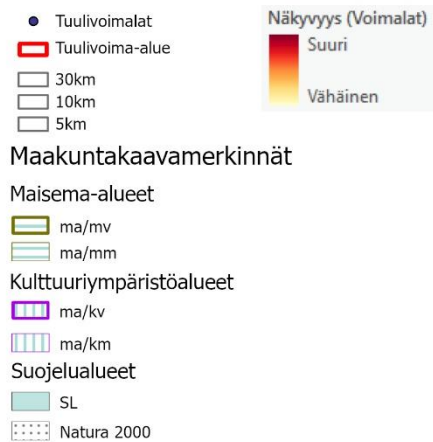 Tuulivoimalat
Tuulivoima-alue
30km
10km
5km
Näkyvyys (Voimalat)
Suuri
Vähäinen
Maakuntakaavamerkinnät
Maisema-alueet
ma/mv
ma/mm
Kulttuuriympäristöalueet
ma/kv
ma/km
Suojelualueet
SL
Natura 2000